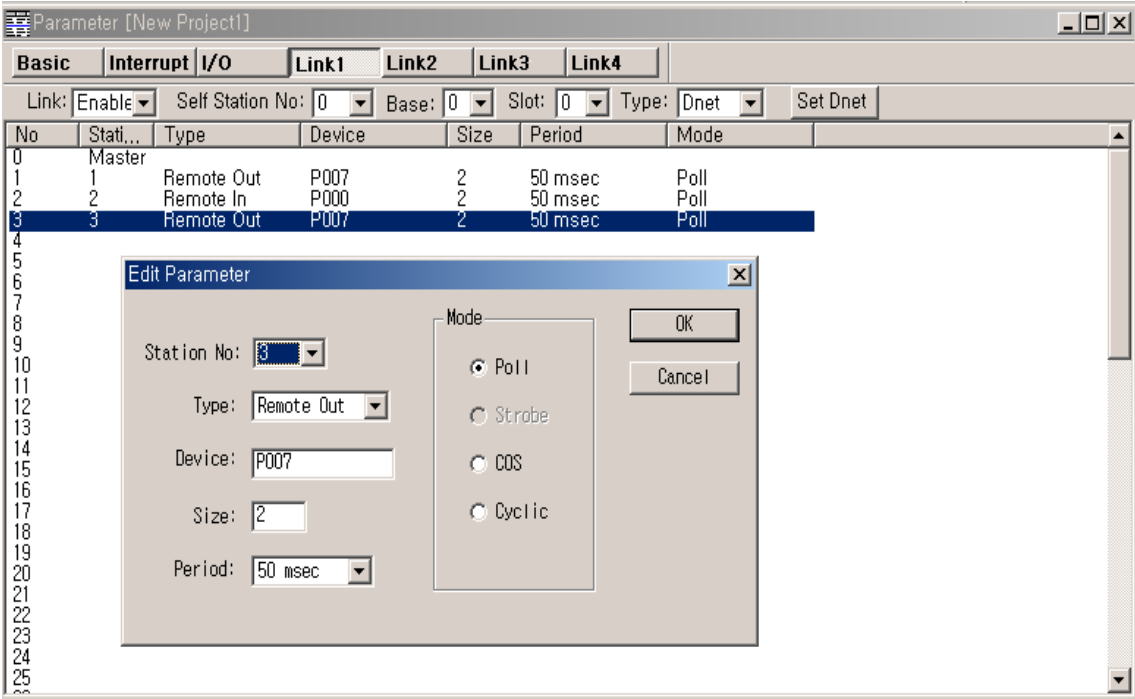 Parameter [New Project1]
Basic Interrupt I/O Link1 Link2 Link3 Link4
Link: Enable Self Station No: 0 Base: 0 Slot: 0 Type: Dnet Set Dnet
No Stati... Type Device Size Period Mode
0 Master
1 1 Remote Out P007 2 50 msec Poll
2 2 Remote In P000 2 50 msec Poll
3 3 Remote Out P007 2 50 msec Poll
4
5
6
7
8
9
10
11
12
13
14
15
16
17
18
19
20
21
22
23
24
25
Edit Parameter
Station No: 3
Type: Remote Out
Device: P007
Size: 2
Period: 50 msec
Mode
Poll
Strobe
COS
Cyclic
OK
Cancel